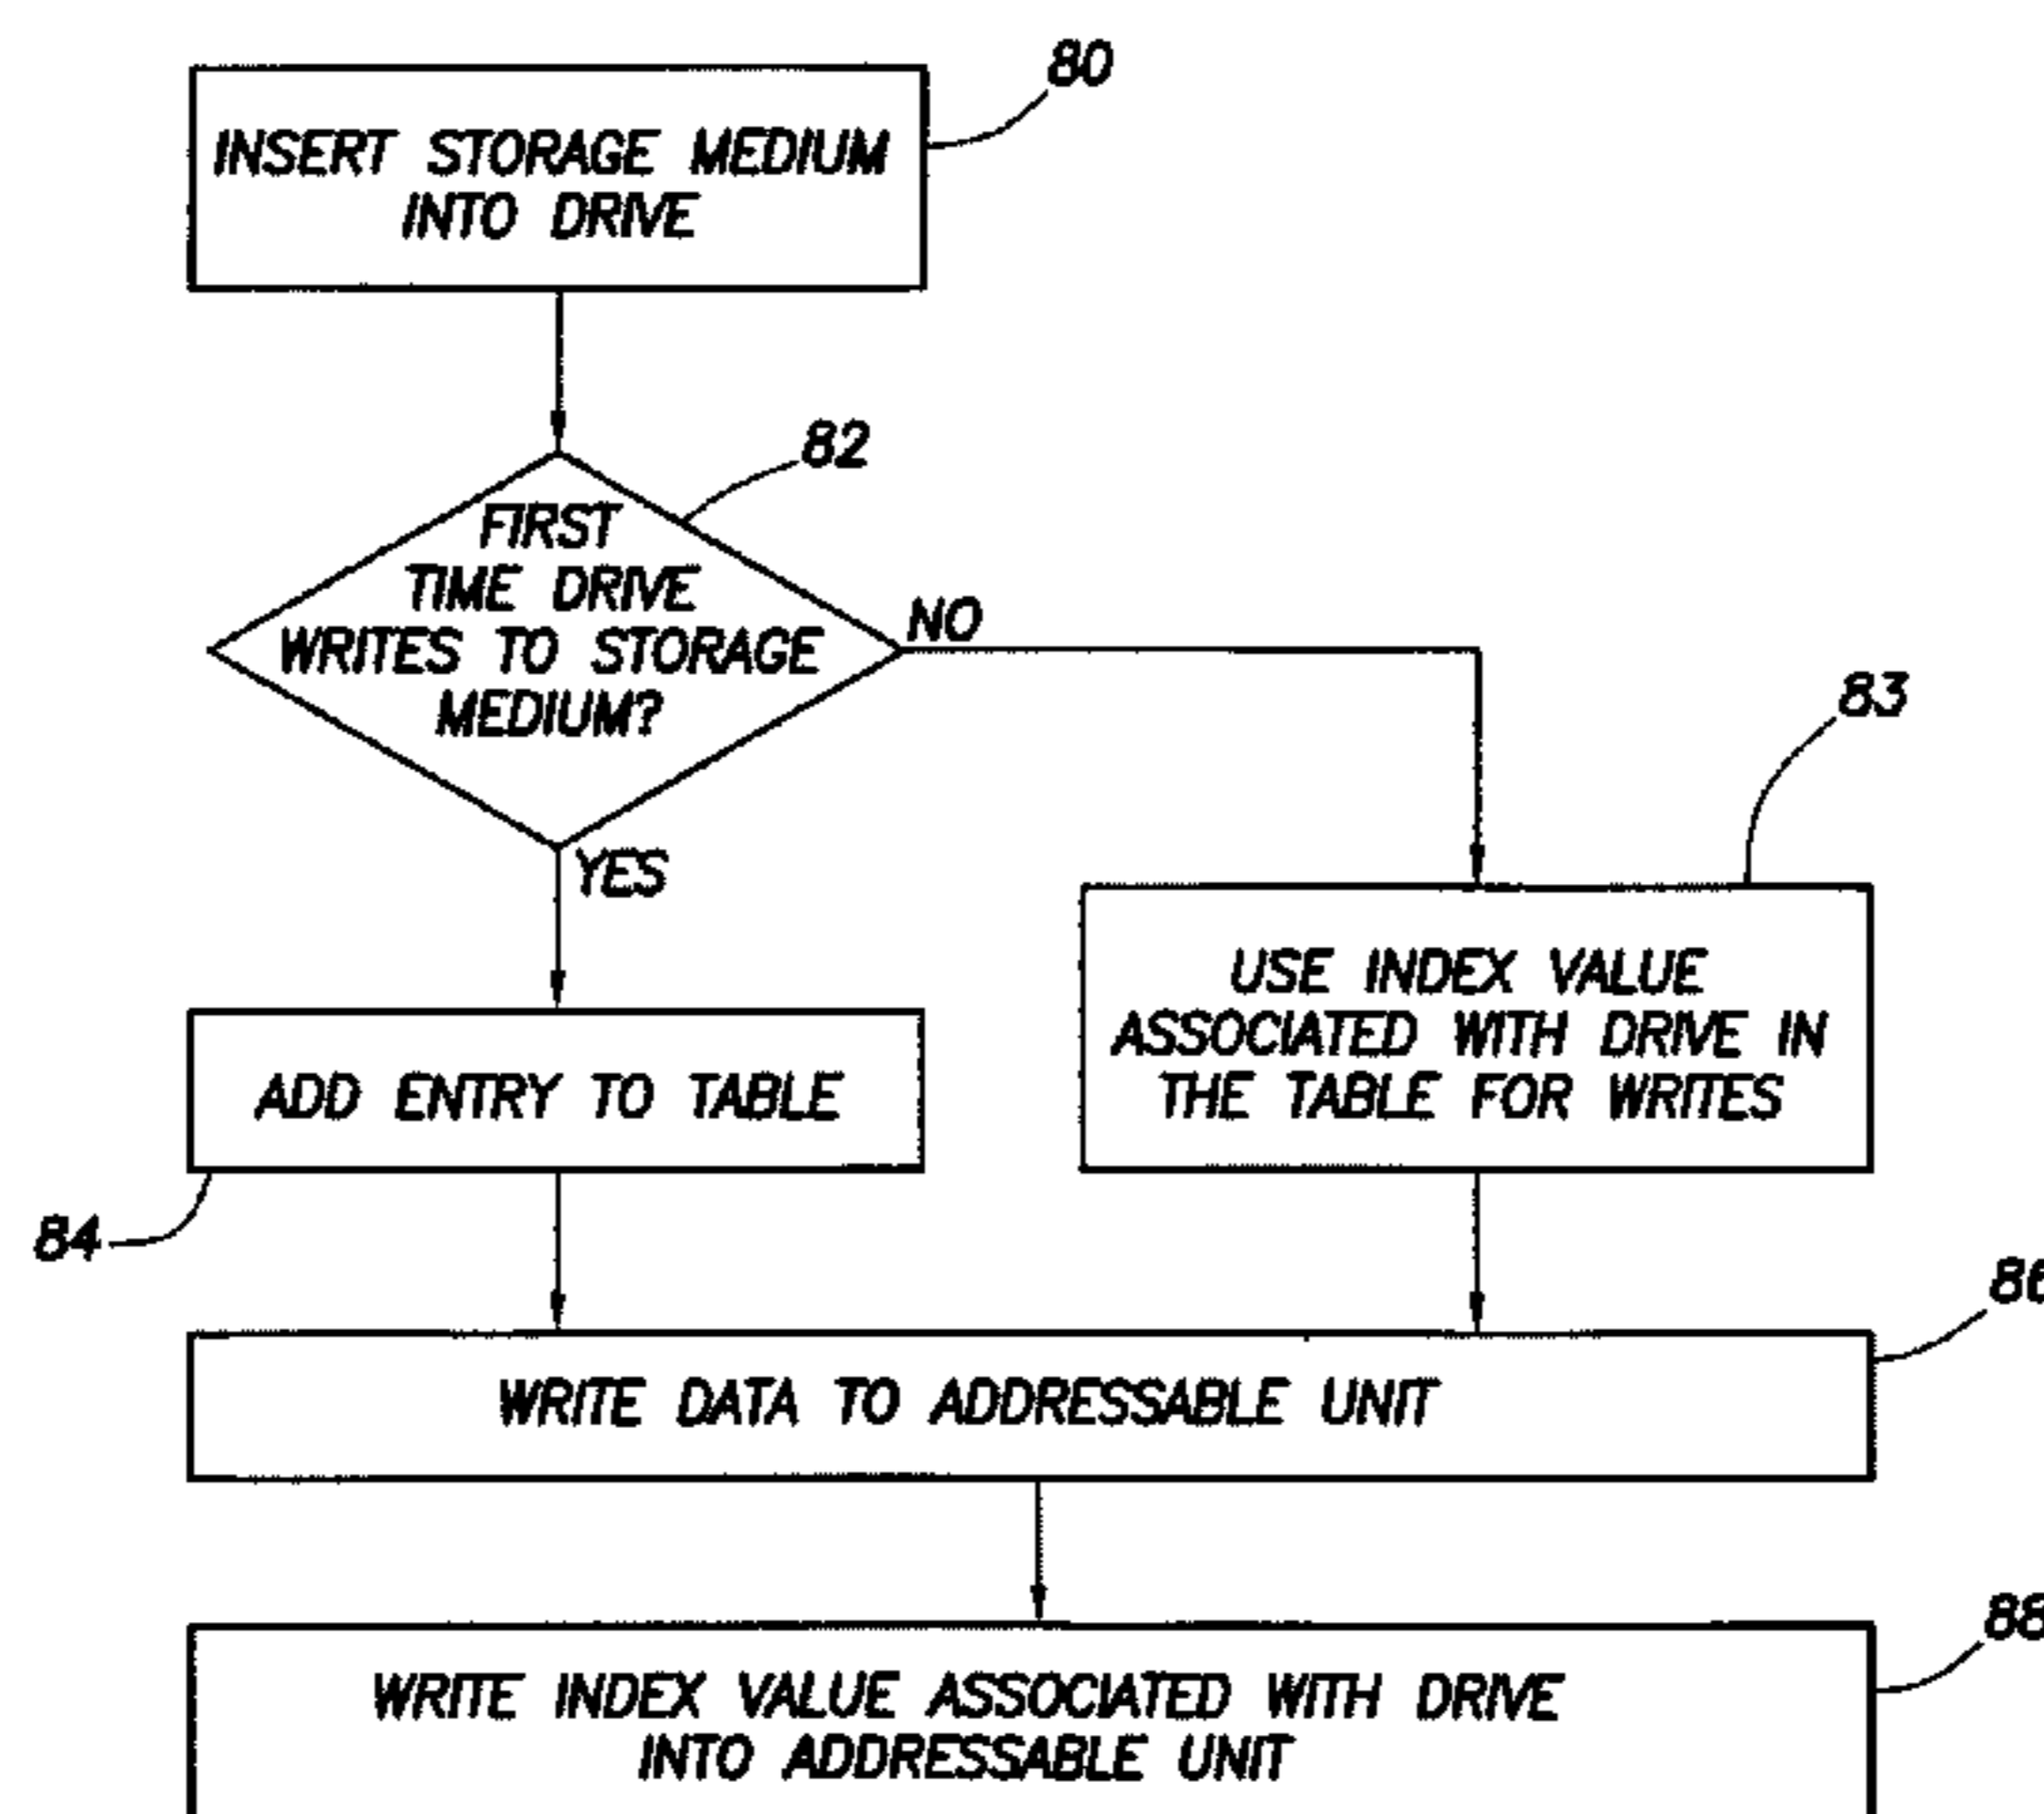 80
INSERT STORAGE MEDIUM
INTO DRIVE
82
FIRST
TIME DRIVE
WRITES TO STORAGE
MEDIUM?
NO
YES
83
USE INDEX VALUE
ASSOCIATED WITH DRIVE IN
THE TABLE FOR WRITES
ADD ENTRY TO TABLE
84
86
WRITE DATA TO ADDRESSABLE UNIT
88
WRITE INDEX VALUE ASSOCIATED WITH DRIVE
INTO ADDRESSABLE UNIT